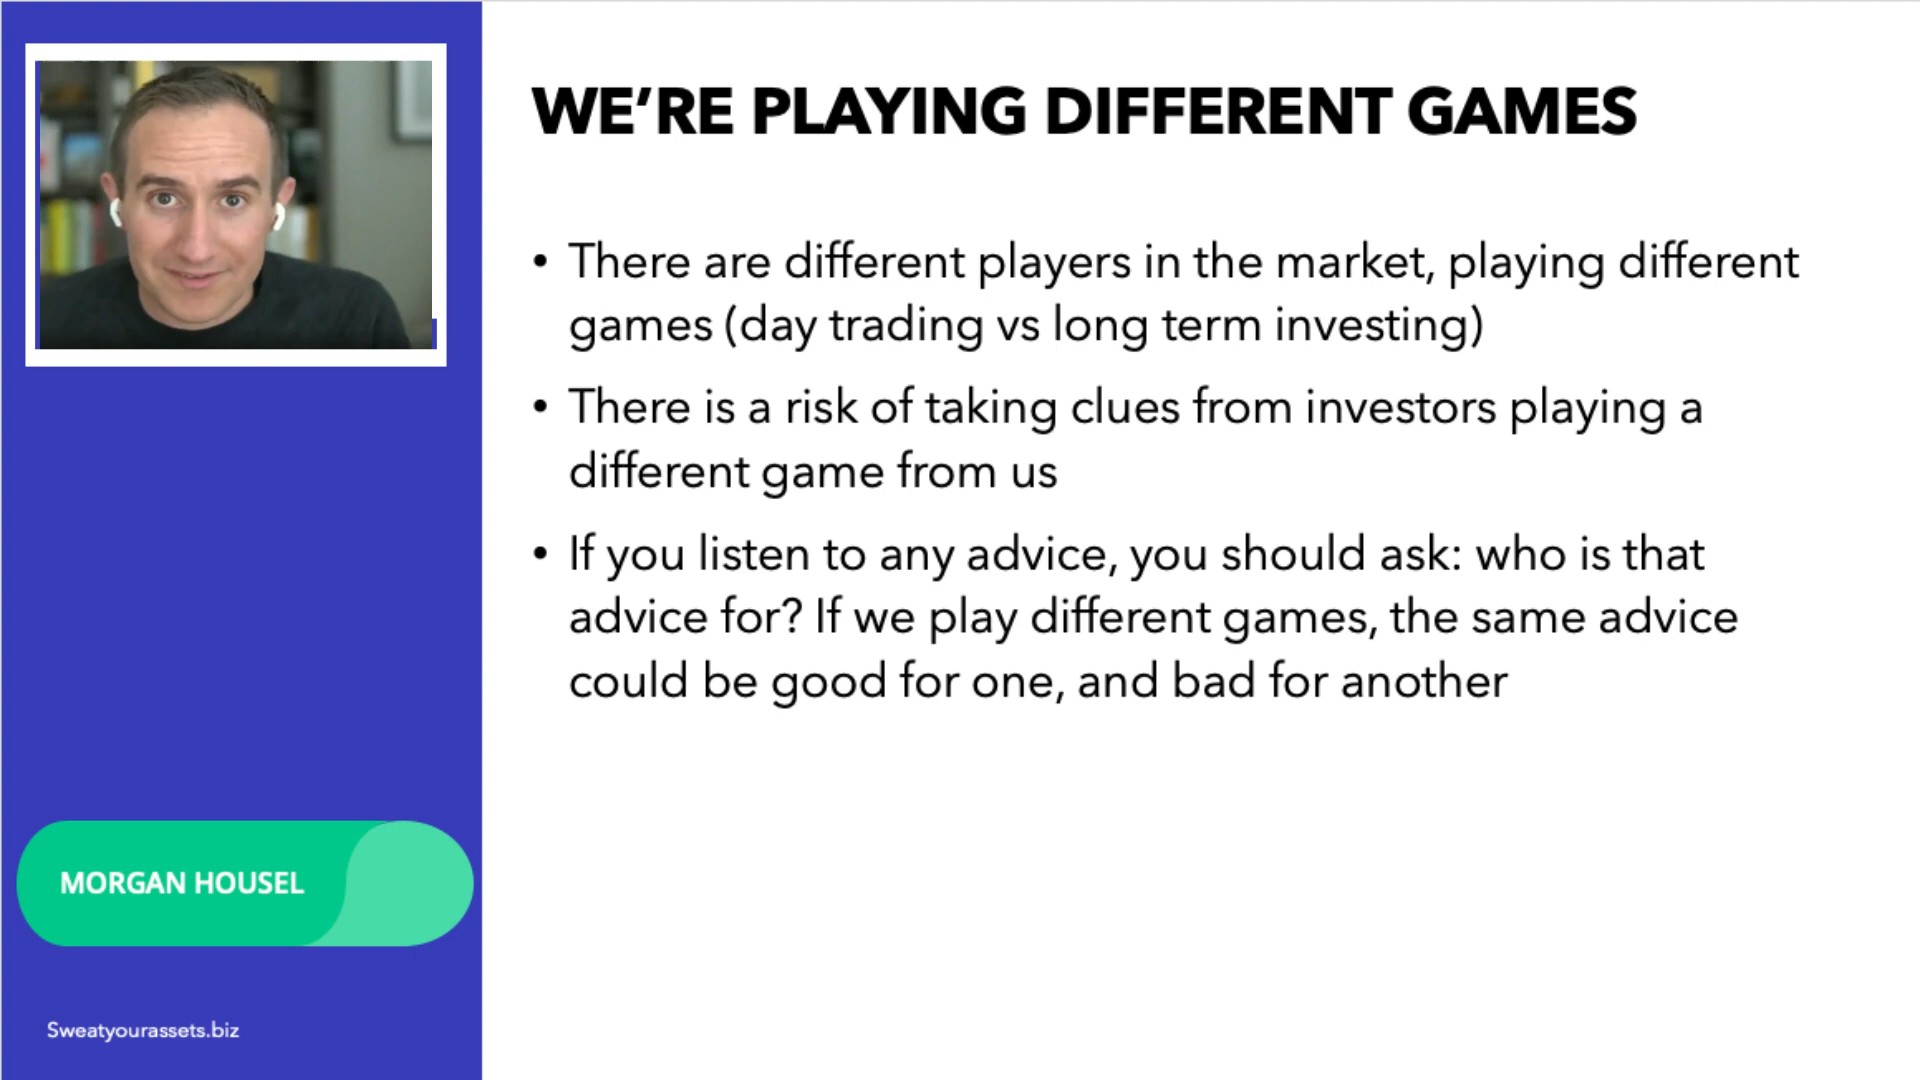 WE’RE PLAYING DIFFERENT GAMES
• There are different players in the market, playing different
games (day trading vs long term investing)
• There is a risk of taking clues from investors playing a
different game from us
• If you listen to any advice, you should ask: who is that
advice for? If we play different games, the same advice
could be good for one, and bad for another
MORGAN HOUSEL
Sweatyourassets.biz